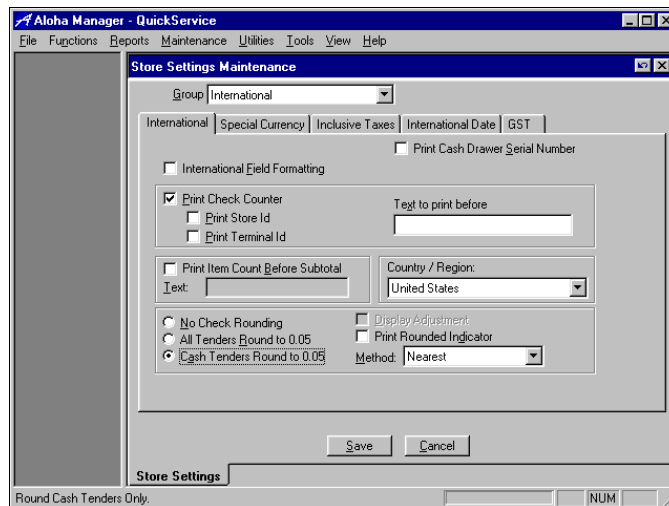 Aloha Manager - QuickService
File Functions Reports Maintenance Utilities Tools View Help
Store Settings Maintenance
Group International
International Special Currency Inclusive Taxes International Date GST
Print Cash Drawer Serial Number
International Field Formatting
Print Check Counter
Text to print before
Print Store Id
Print Terminal Id
Print Item Count Before Subtotal
Country / Region:
Text:
United States
No Check Rounding
Display Adjustment
All Tenders Round to 0.05
Print Rounded Indicator
Cash Tenders Round to 0.05
Method: Nearest
Save Cancel
Store Settings
Round Cash Tenders Only.
NUM